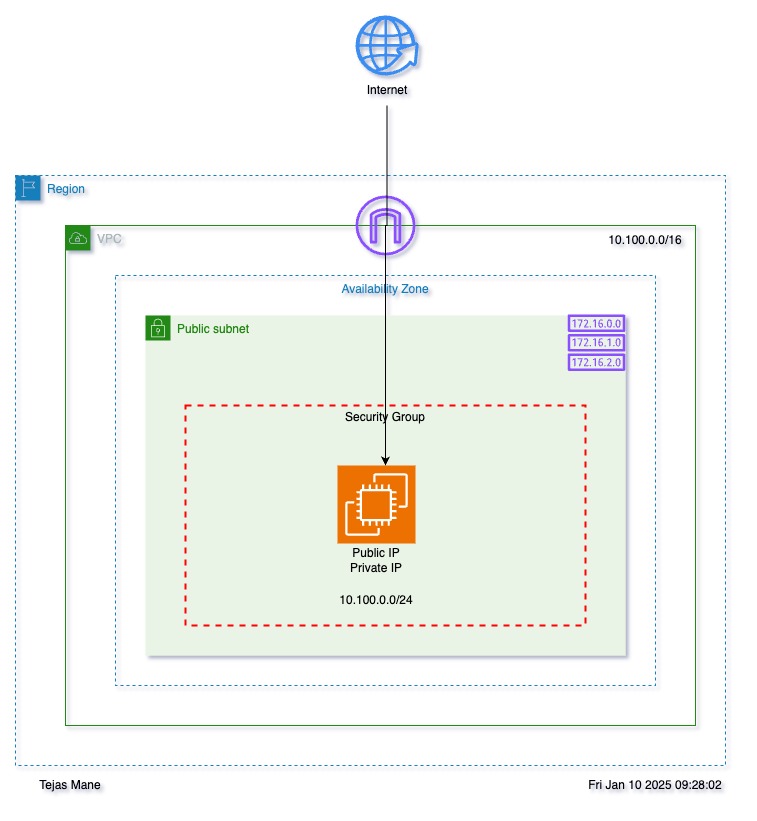 Internet
Region
VPC
10.100.0.0/16
Availability Zone
Public subnet
172.16.0.0
172.16.1.0
172.16.2.0
Security Group
Public IP
Private IP
10.100.0.0/24
Tejas Mane
Fri Jan 10 2025 09:28:02